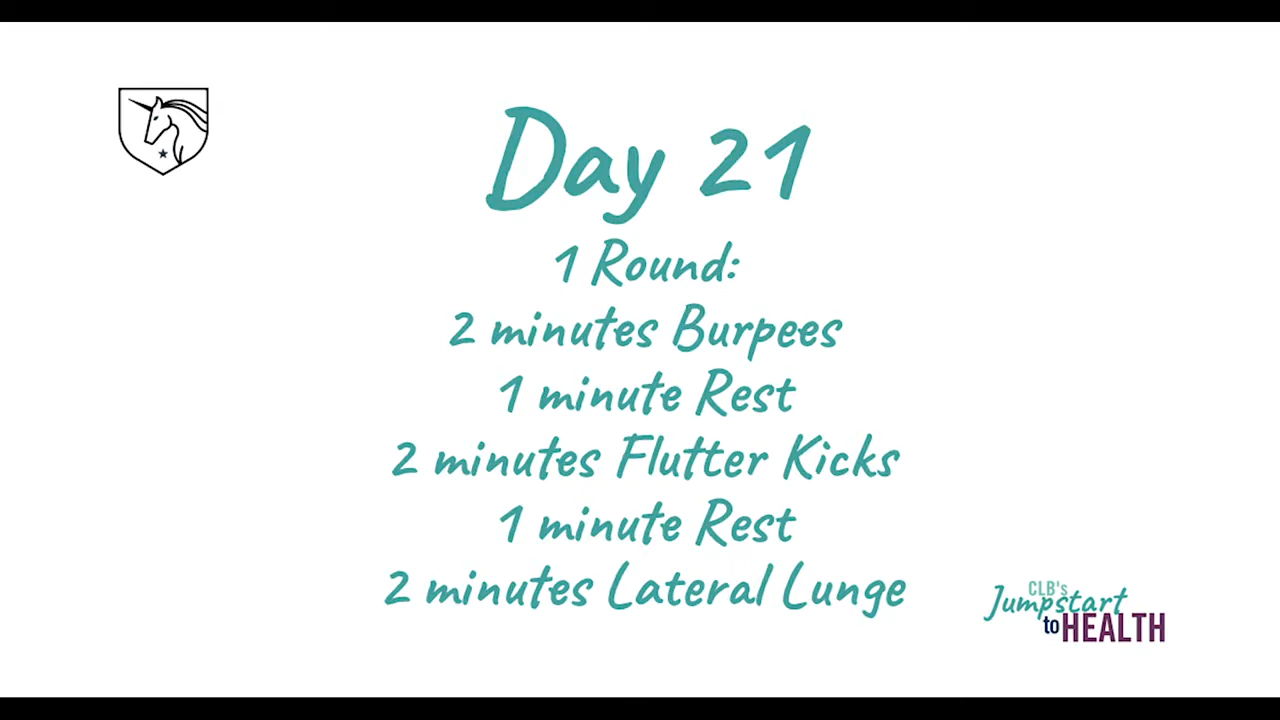 Day 21
1 Round:
2 minutes Burpees
1 minute Rest
2 minutes Flutter Kicks
1 minute Rest
2 minutes Lateral Lunge
CLB's
Jumpstart
to HEALTH